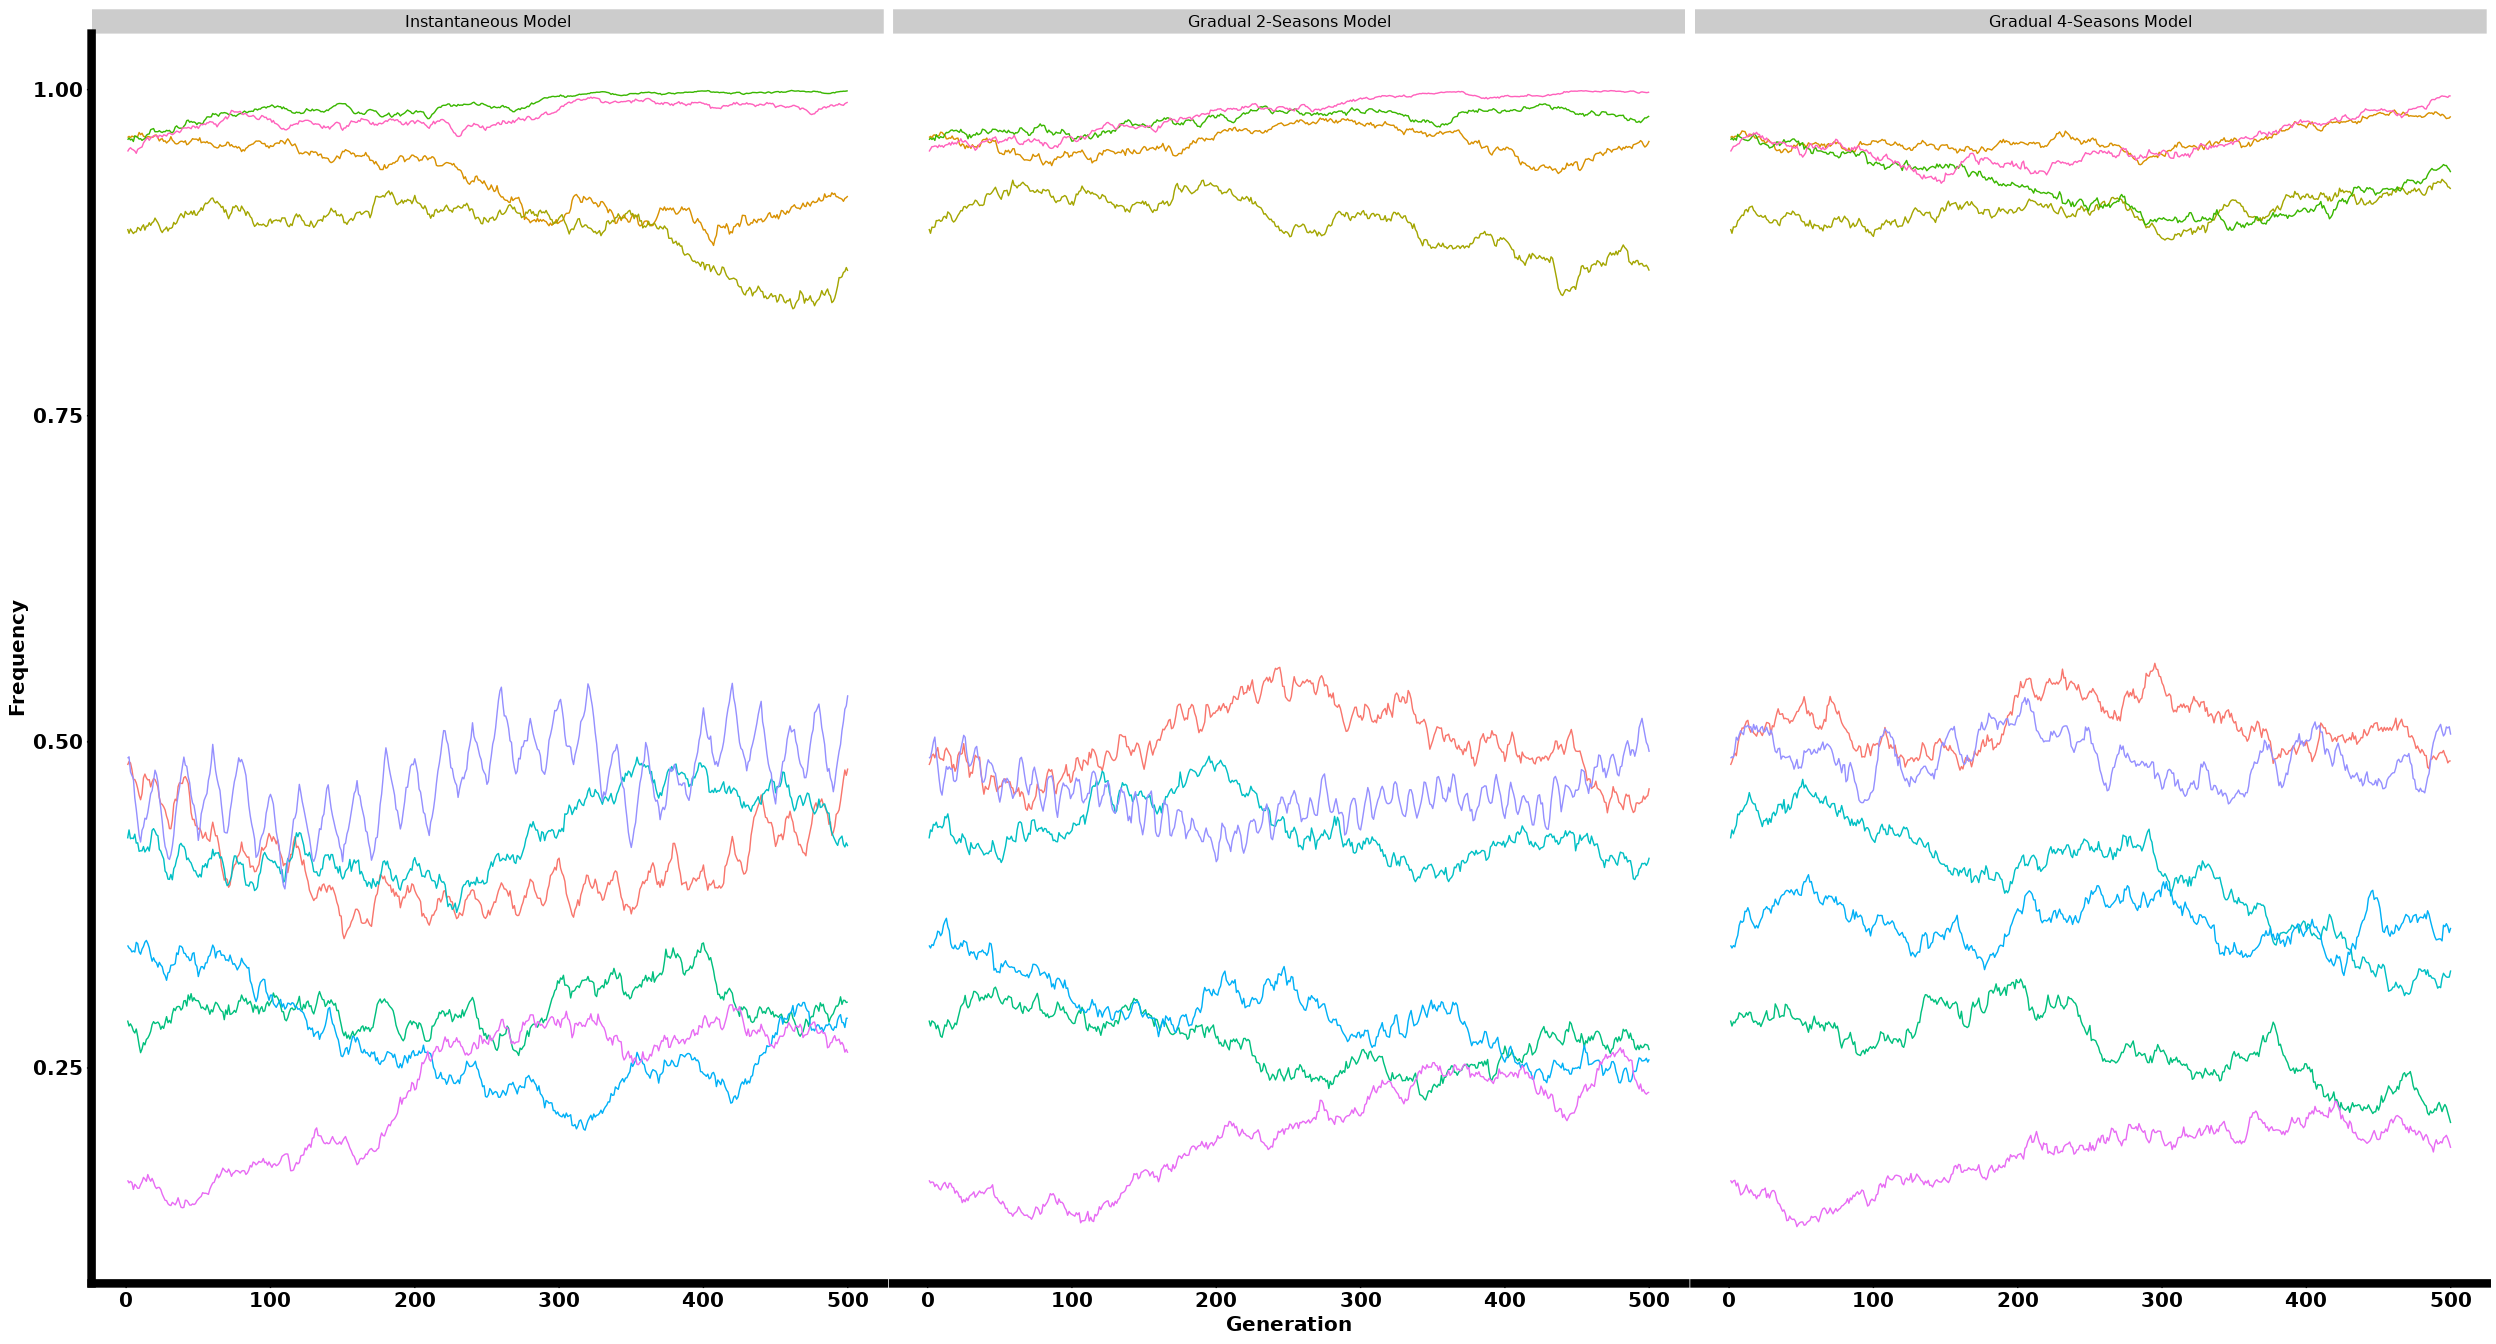 Instantaneous Model
Gradual 2-Seasons Model
Gradual 4-Seasons Model
1.00
0.75
0.50
0.25
Frequency
0 100 200 300 400 500
0 100 200 300 400 500
0 100 200 300 400 500
Generation